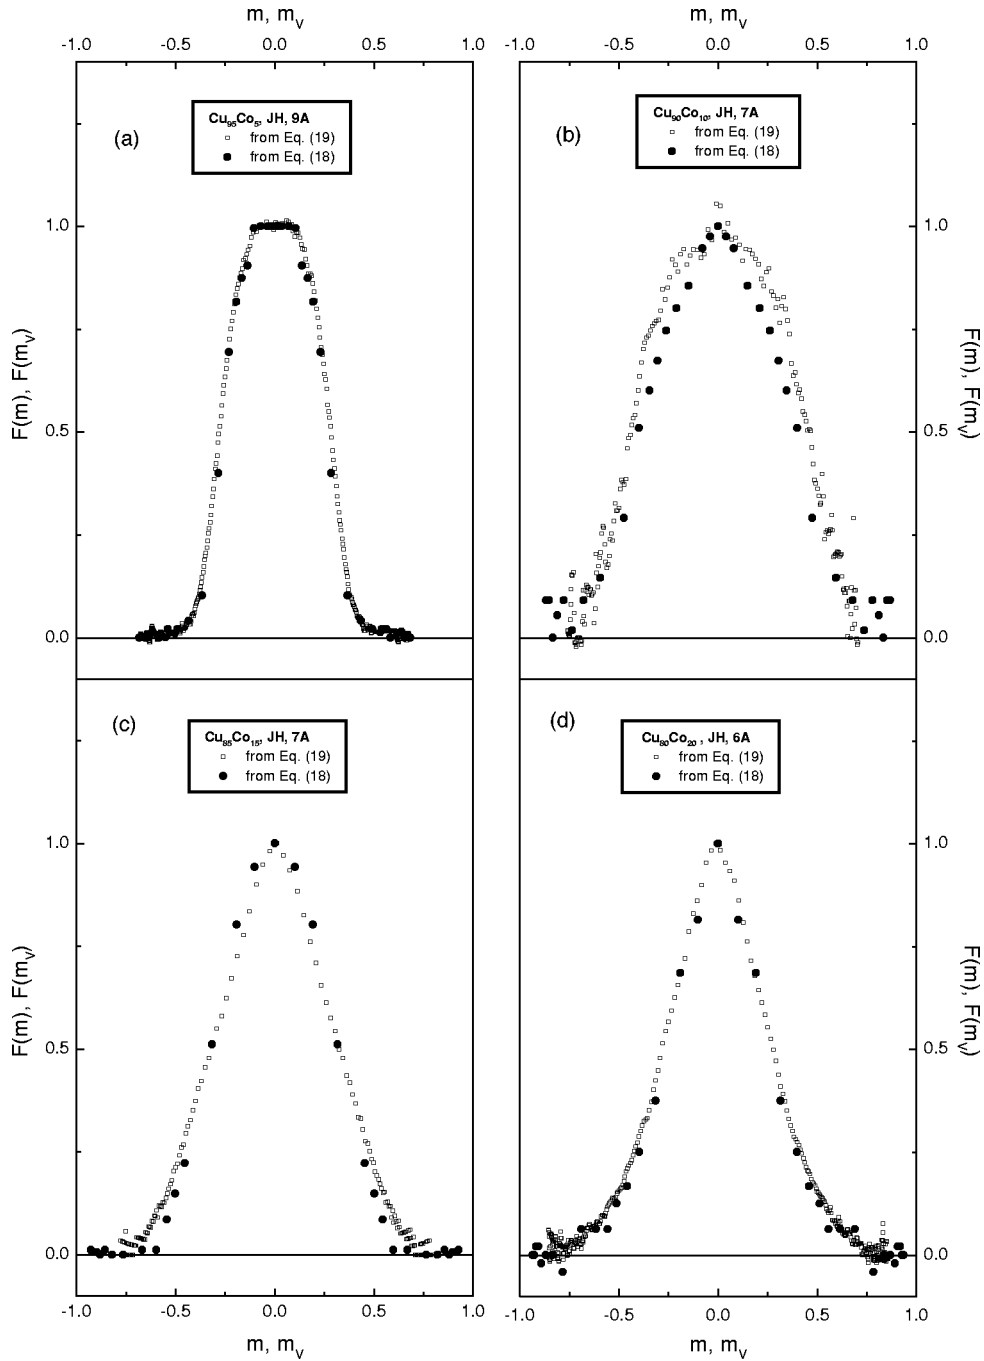 m, m_V
m, m_V
-1.0 -0.5 0.0 0.5 1.0
-1.0 -0.5 0.0 0.5 1.0
(a)
Cu₉₅Co₅, JH, 9A
from Eq. (19)
from Eq. (18)
(b)
Cu₉₀Co₁₀, JH, 7A
from Eq. (19)
from Eq. (18)
1.0
0.5
0.0
F(m), F(m_V)
1.0
0.5
0.0
F(m), F(m_V)
(c)
Cu₈₅Co₁₅, JH, 7A
from Eq. (19)
from Eq. (18)
(d)
Cu₈₀Co₂₀, JH, 6A
from Eq. (19)
from Eq. (18)
1.0
0.5
0.0
F(m), F(m_V)
1.0
0.5
0.0
F(m), F(m_V)
-1.0 -0.5 0.0 0.5 1.0
-1.0 -0.5 0.0 0.5 1.0
m, m_V
m, m_V